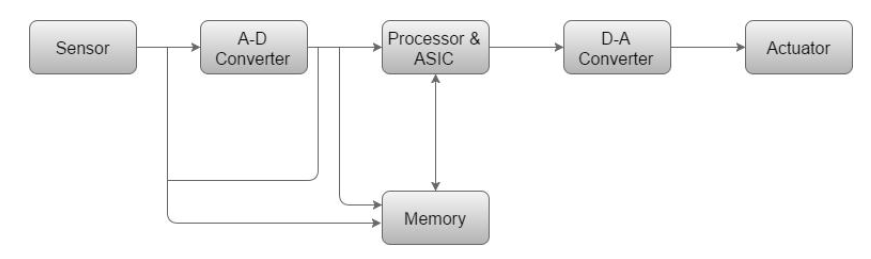 Sensor
A-D
Converter
Processor &
ASIC
D-A
Converter
Actuator
Memory